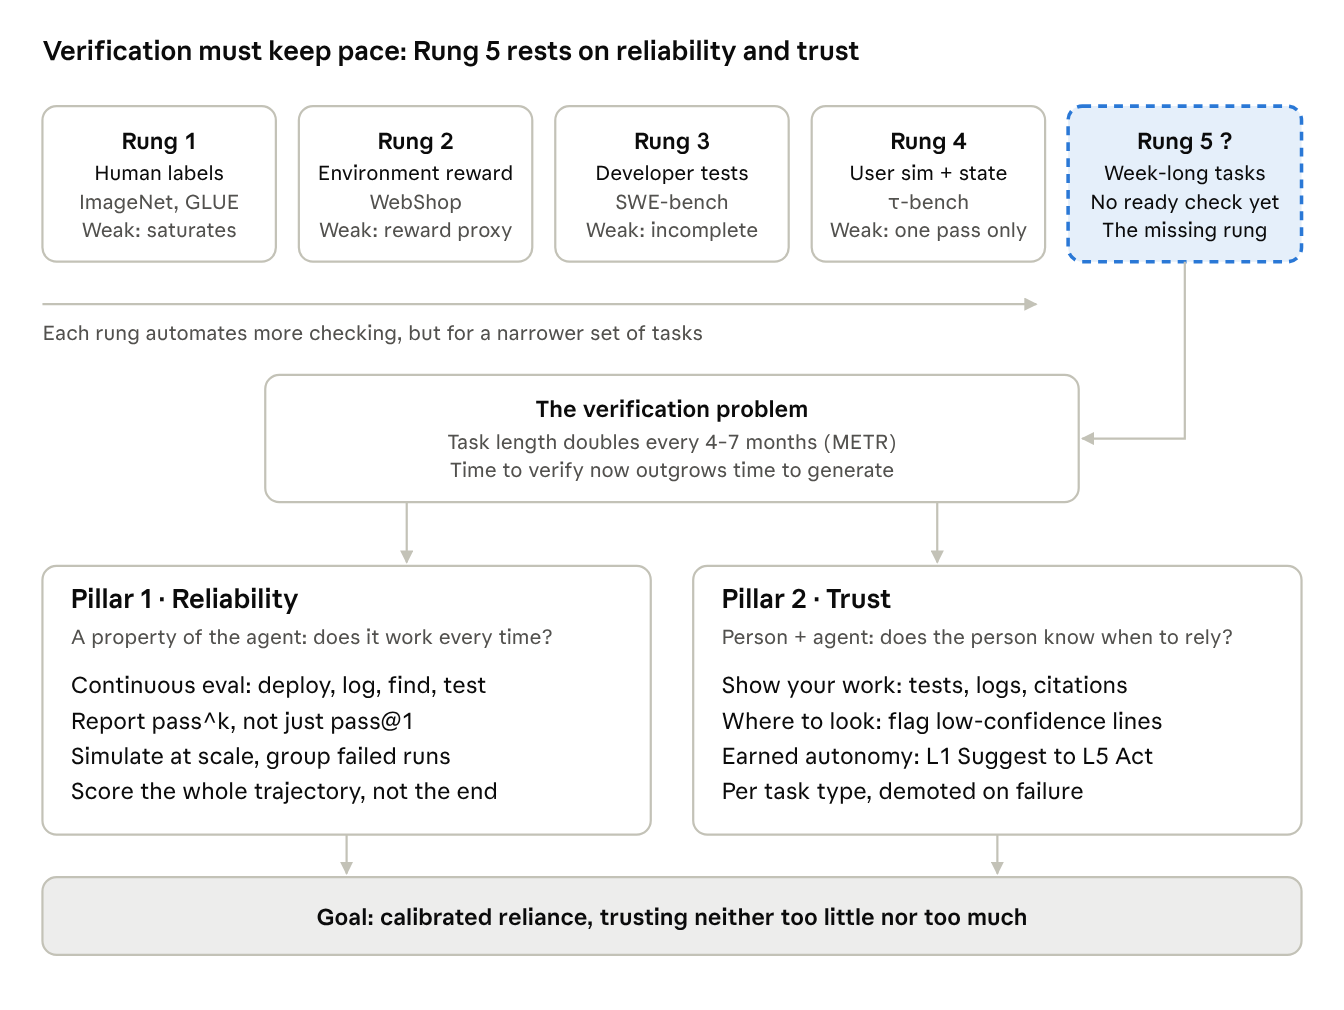 Verification must keep pace: Rung 5 rests on reliability and trust
Rung 1
Human labels
ImageNet, GLUE
Weak: saturates
Rung 2
Environment reward
WebShop
Weak: reward proxy
Rung 3
Developer tests
SWE-bench
Weak: incomplete
Rung 4
User sim + state
τ-bench
Weak: one pass only
Rung 5 ?
Week-long tasks
No ready check yet
The missing rung
Each rung automates more checking, but for a narrower set of tasks
The verification problem
Task length doubles every 4–7 months (METR)
Time to verify now outgrows time to generate
Pillar 1 · Reliability
A property of the agent: does it work every time?
Continuous eval: deploy, log, find, test
Report pass^k, not just pass@1
Simulate at scale, group failed runs
Score the whole trajectory, not the end
Pillar 2 · Trust
Person + agent: does the person know when to rely?
Show your work: tests, logs, citations
Where to look: flag low-confidence lines
Earned autonomy: L1 Suggest to L5 Act
Per task type, demoted on failure
Goal: calibrated reliance, trusting neither too little nor too much